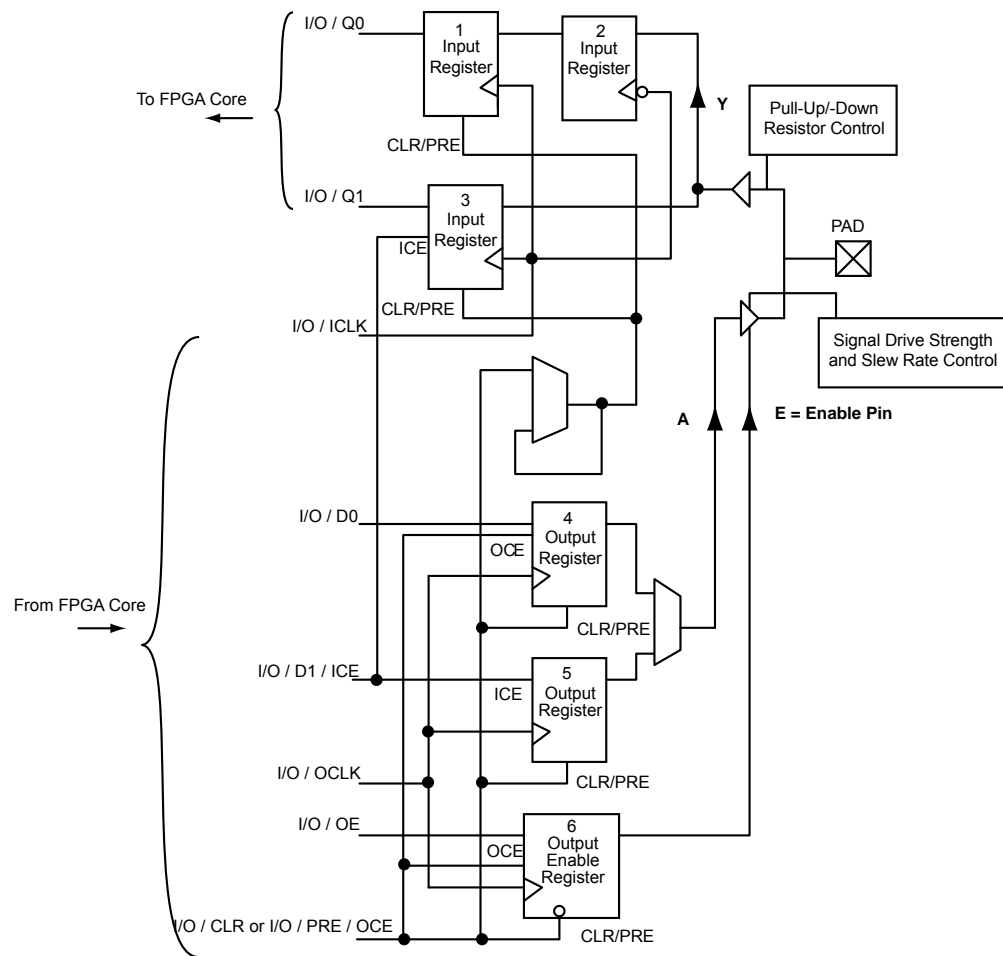 I/O / Q0
1
Input
Register
2
Input
Register
To FPGA Core
Y
Pull-Up/-Down
Resistor Control
CLR/PRE
I/O / Q1
3
Input
Register
ICE
PAD
CLR/PRE
I/O / ICLK
Signal Drive Strength
and Slew Rate Control
A
E = Enable Pin
I/O / D0
4
Output
Register
OCE
From FPGA Core
CLR/PRE
I/O / D1 / ICE
5
Output
Register
ICE
I/O / OCLK
CLR/PRE
I/O / OE
6
Output
Enable
Register
OCE
I/O / CLR or I/O / PRE / OCE
CLR/PRE